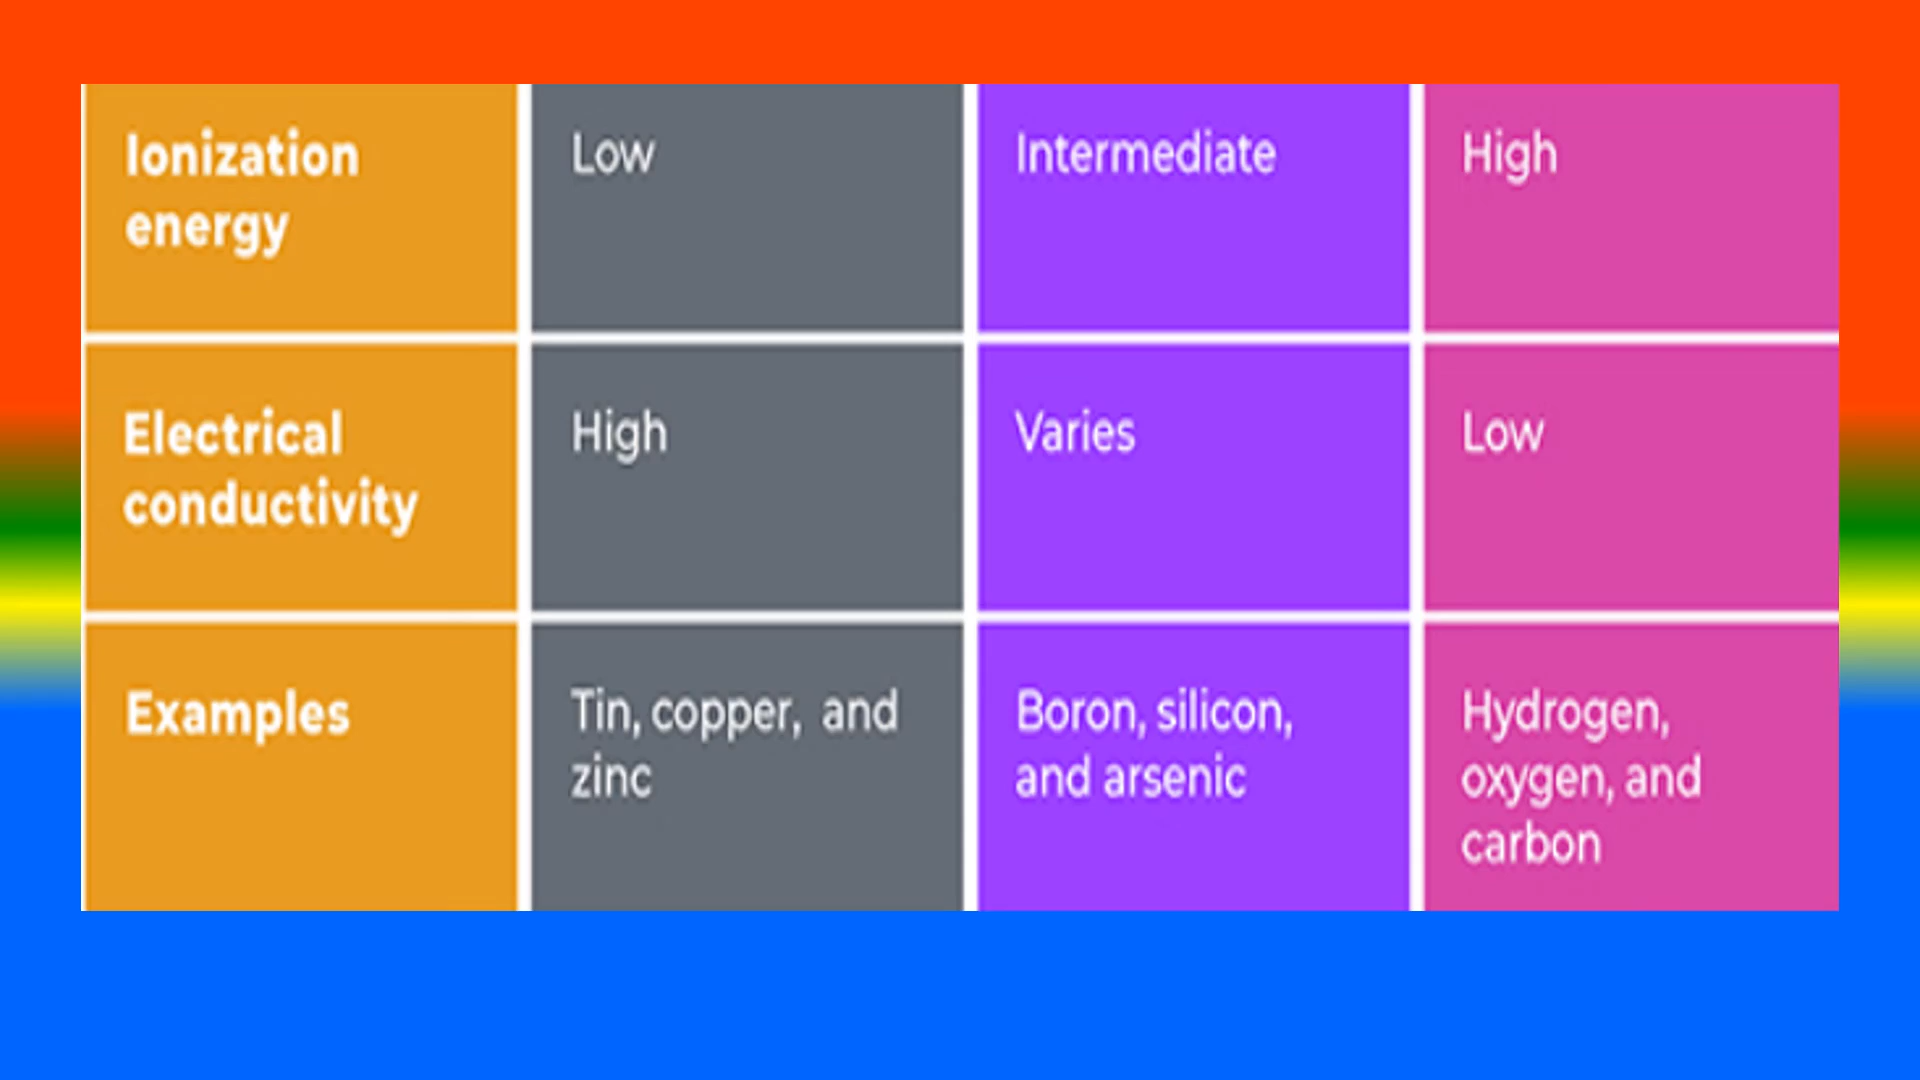 Ionization
energy
Low
Intermediate
High
Electrical
conductivity
High
Varies
Low
Examples
Tin, copper,  and
zinc
Boron, silicon,
and arsenic
Hydrogen,
oxygen, and
carbon